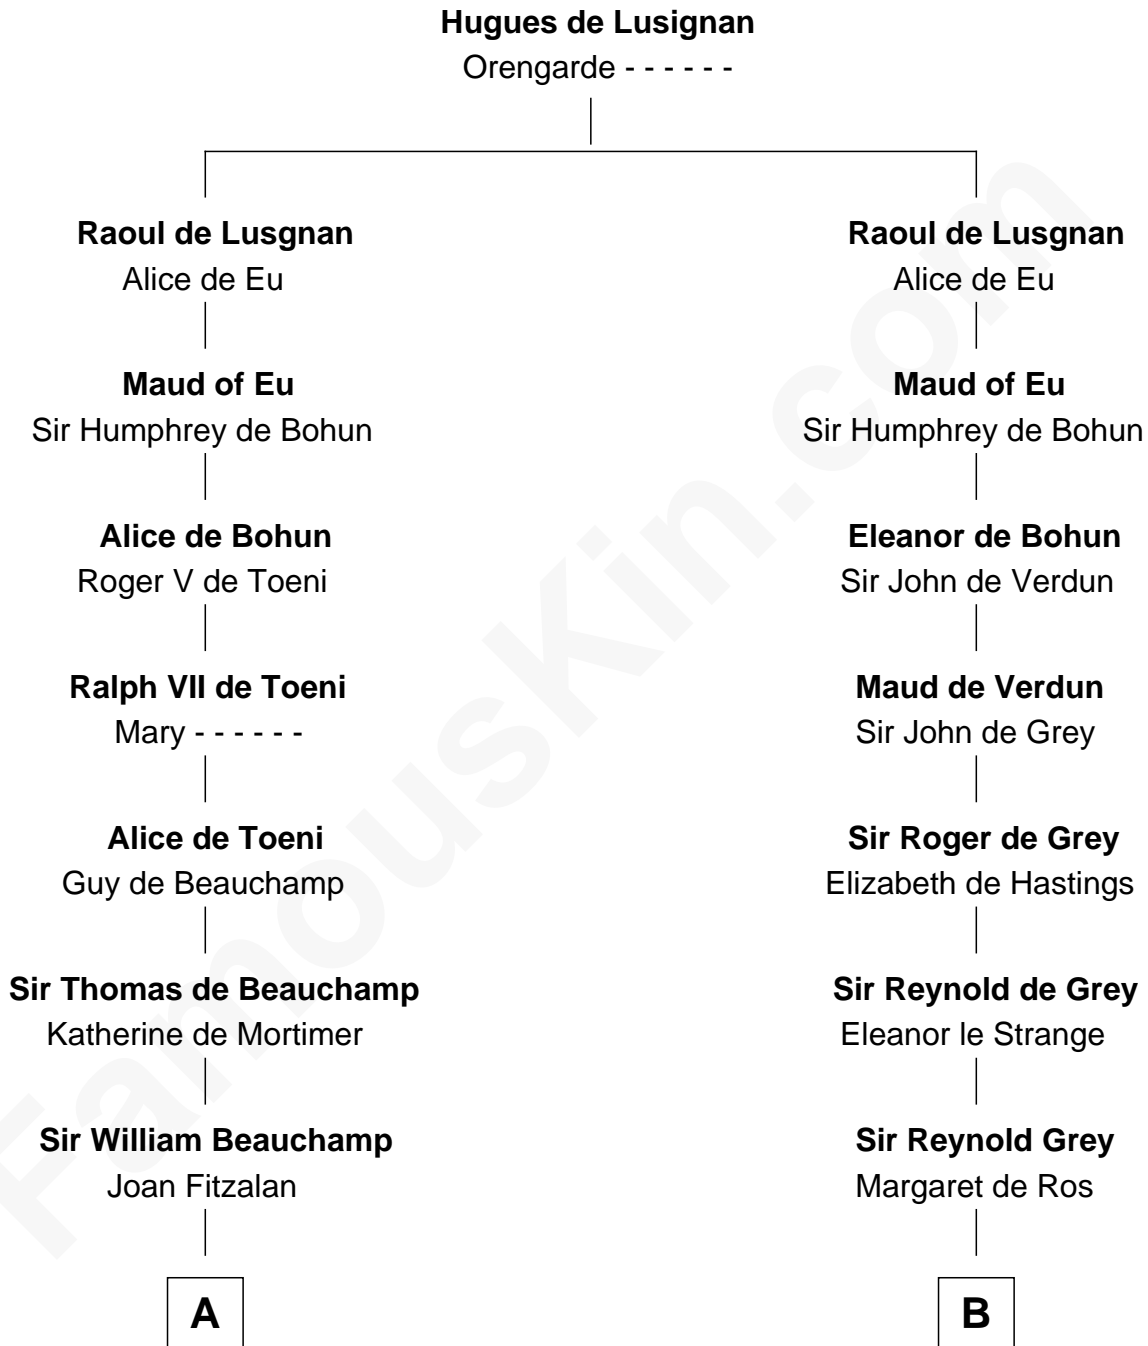 Hugues de Lusignan
Orengarde - - - - - -
Raoul de Lusgnan
Alice de Eu
Maud of Eu
Sir Humphrey de Bohun
Alice de Bohun
Roger V de Toeni
Ralph VII de Toeni
Mary - - - - - -
Alice de Toeni
Guy de Beauchamp
Sir Thomas de Beauchamp
Katherine de Mortimer
Sir William Beauchamp
Joan Fitzalan
A
Raoul de Lusgnan
Alice de Eu
Maud of Eu
Sir Humphrey de Bohun
Eleanor de Bohun
Sir John de Verdun
Maud de Verdun
Sir John de Grey
Sir Roger de Grey
Elizabeth de Hastings
Sir Reynold de Grey
Eleanor le Strange
Sir Reynold Grey
Margaret de Ros
B
FamousKin.com